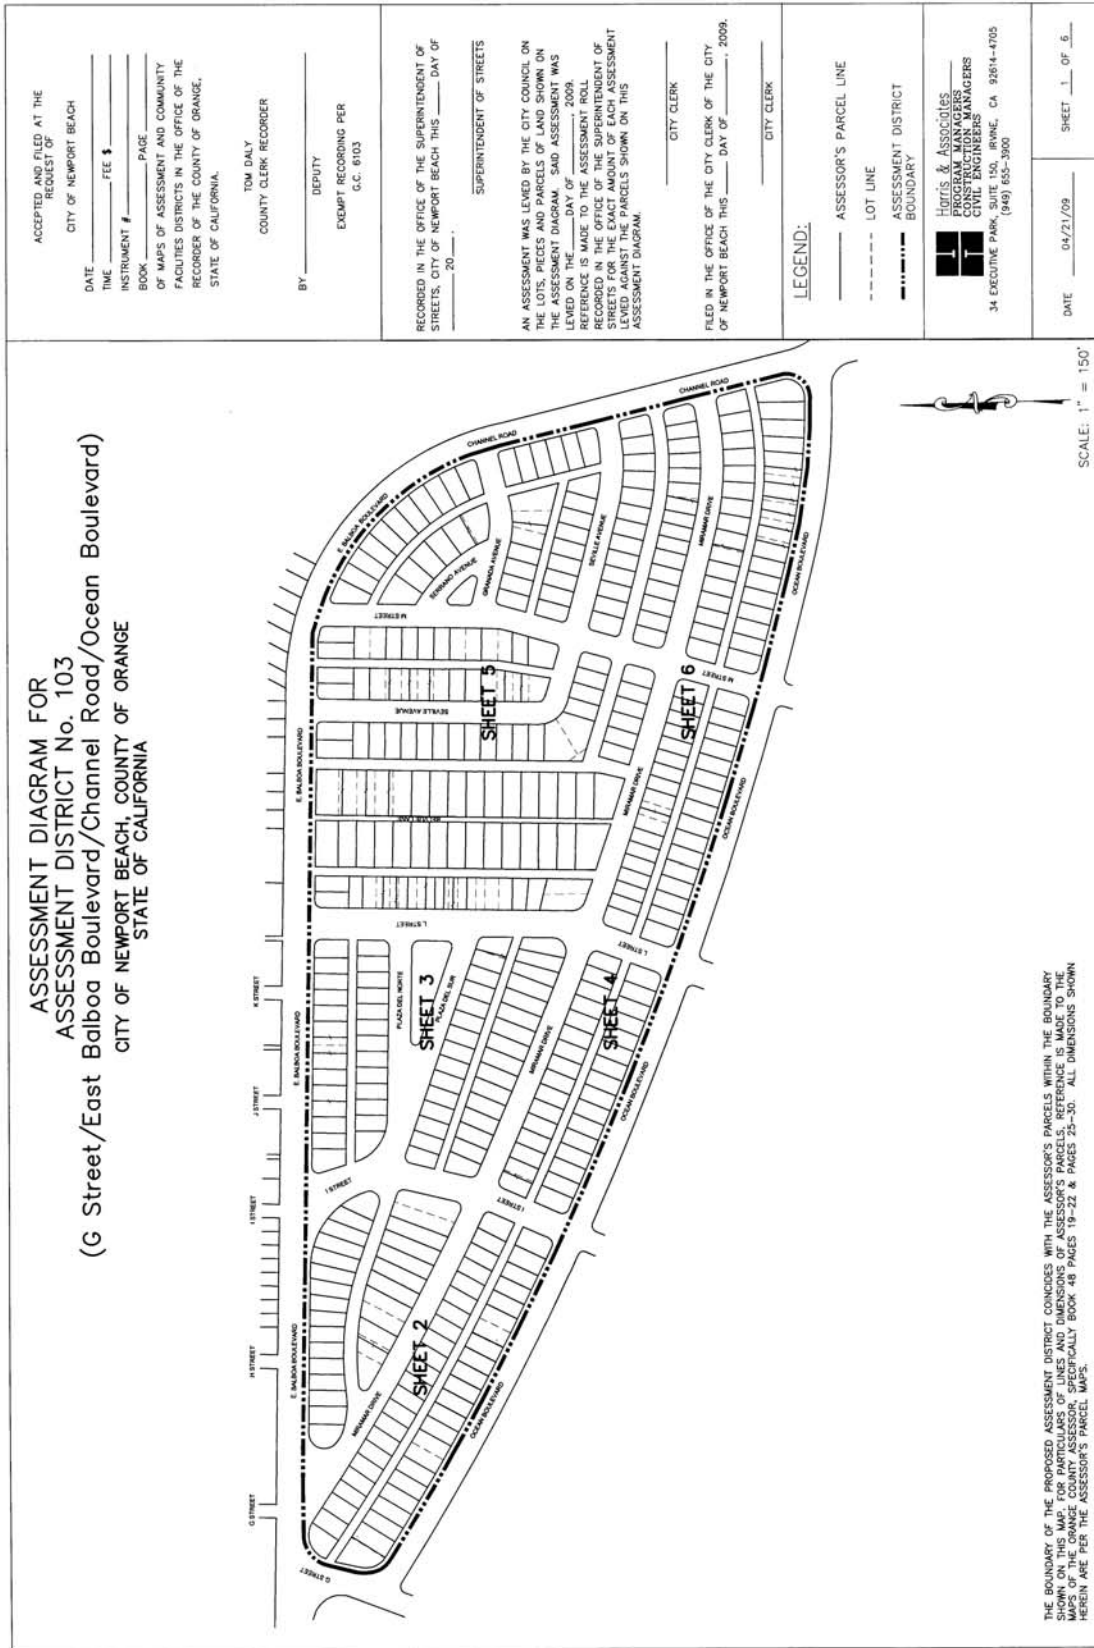 ASSESSMENT DIAGRAM FOR
ASSESSMENT DISTRICT No. 103
(G Street/East Balboa Boulevard/Channel Road/Ocean Boulevard)
CITY OF NEWPORT BEACH, COUNTY OF ORANGE
STATE OF CALIFORNIA
G STREET
H STREET
I STREET
J STREET
K STREET
E. BALBOA BOULEVARD
E. BALBOA BOULEVARD
E. BALBOA BOULEVARD
E. BALBOA BOULEVARD
CHANNEL ROAD
CHANNEL ROAD
G STREET
MIRAMAR DRIVE
SHEET 2
OCEAN BOULEVARD
I STREET
I STREET
PLAZA DEL NORTE
SHEET 3
PLAZA DEL SUR
MIRAMAR DRIVE
SHEET 4
OCEAN BOULEVARD
L STREET
L STREET
SEVILLE AVENUE
SHEET 5
MIRAMAR DRIVE
OCEAN BOULEVARD
M STREET
SERRANO AVENUE
GRANADA AVENUE
SEVILLE AVENUE
SHEET 6
M STREET
MIRAMAR DRIVE
OCEAN BOULEVARD
THE BOUNDARY OF THE PROPOSED ASSESSMENT DISTRICT COINCIDES WITH THE ASSESSOR'S PARCELS WITHIN THE BOUNDARY
SHOWN ON THIS MAP. FOR PARTICULARS OF LINES AND DIMENSIONS OF ASSESSOR'S PARCELS, REFERENCE IS MADE TO THE
MAPS OF THE ORANGE COUNTY ASSESSOR, SPECIFICALLY BOOK 48 PAGES 19-22 & PAGES 25-30. ALL DIMENSIONS SHOWN
HEREIN ARE PER THE ASSESSOR'S PARCEL MAPS.
SCALE: 1" = 150'
ACCEPTED AND FILED AT THE
REQUEST OF
CITY OF NEWPORT BEACH
DATE
TIME FEE $
INSTRUMENT #
BOOK PAGE
OF MAPS OF ASSESSMENT AND COMMUNITY
FACILITIES DISTRICTS IN THE OFFICE OF THE
RECORDER OF THE COUNTY OF ORANGE,
STATE OF CALIFORNIA.
TOM DALY
COUNTY CLERK RECORDER
BY
DEPUTY
EXEMPT RECORDING PER
G.C. 6103
RECORDED IN THE OFFICE OF THE SUPERINTENDENT OF
STREETS, CITY OF NEWPORT BEACH THIS ____ DAY OF
________, 20___.
SUPERINTENDENT OF STREETS
AN ASSESSMENT WAS LEVIED BY THE CITY COUNCIL ON
THE LOTS, PIECES AND PARCELS OF LAND SHOWN ON
THE ASSESSMENT DIAGRAM. SAID ASSESSMENT WAS
LEVIED ON THE ____ DAY OF ________, 2009.
REFERENCE IS MADE TO THE ASSESSMENT ROLL
RECORDED IN THE OFFICE OF THE SUPERINTENDENT OF
STREETS FOR THE EXACT AMOUNT OF EACH ASSESSMENT
LEVIED AGAINST THE PARCELS SHOWN ON THIS
ASSESSMENT DIAGRAM.
CITY CLERK
FILED IN THE OFFICE OF THE CITY CLERK OF THE CITY
OF NEWPORT BEACH THIS ____ DAY OF ________, 2009.
CITY CLERK
LEGEND:
ASSESSOR'S PARCEL LINE
LOT LINE
ASSESSMENT DISTRICT
BOUNDARY
Harris & Associates
PROGRAM MANAGERS
CONSTRUCTION MANAGERS
CIVIL ENGINEERS
34 EXECUTIVE PARK, SUITE 150, IRVINE, CA 92614-4705
(949) 655-3900
DATE 04/21/09
SHEET 1 OF 6